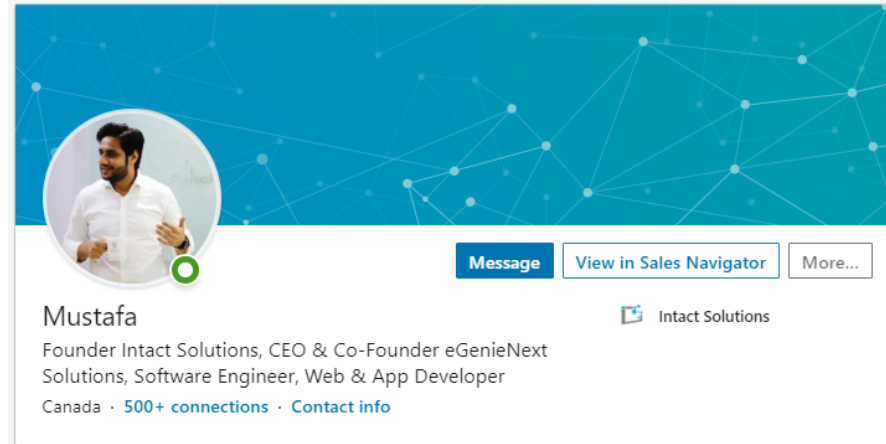 Message
View in Sales Navigator
More...
Mustafa
Intact Solutions
Founder Intact Solutions, CEO & Co-Founder eGenieNext
Solutions, Software Engineer, Web & App Developer
Canada · 500+ connections · Contact info